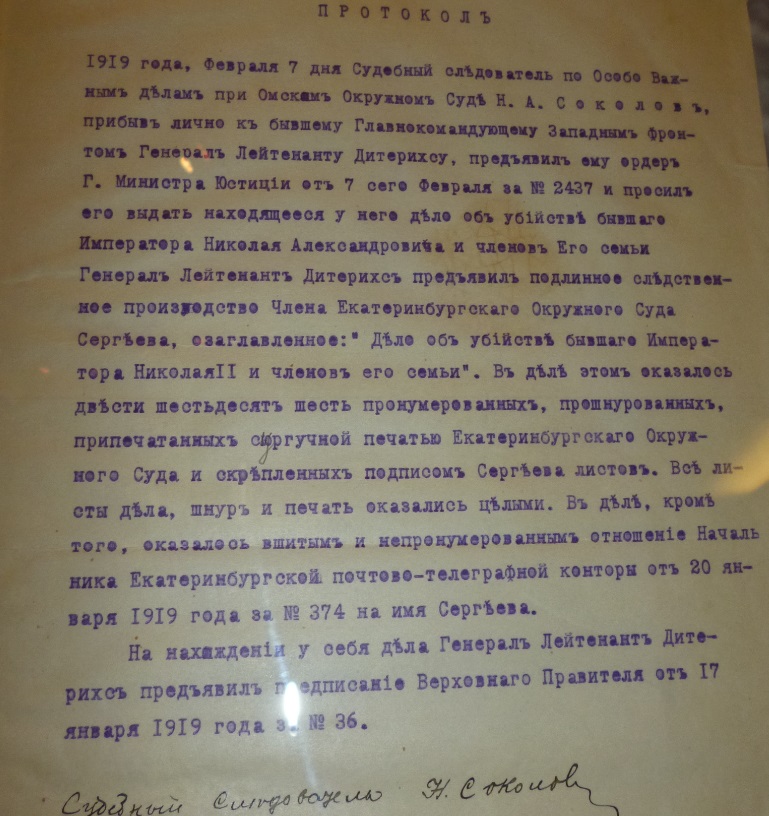 ПРОТОКОЛЪ
1919 года, Февраля 7 дня Судебный слѣдователь по Особо Важ-
нымъ дѣламъ при Омскомъ Окружномъ Судѣ Н. А. Соколовъ,
прибывъ лично къ бывшему Главнокомандующему Западнымъ фрон-
томъ Генералъ Лейтенанту Дитерихсу, предъявилъ ему ордеръ
Г. Министра Юстиціи отъ 7 сего Февраля за № 2437 и просилъ
его выдать находящееся у него дѣло объ убійствѣ бывшаго
Императора Николая Александровича и членовъ Его семьи
Генералъ Лейтенантъ Дитерихсъ предъявилъ подлинное слѣдствен-
ное производство Члена Екатеринбургскаго Окружного Суда
Сергѣева, озаглавленное:" Дѣло объ убійствѣ бывшаго Импера-
тора НиколаяII и членовъ его семьи". Въ дѣлѣ этомъ оказалось
двѣсти шестьдесятъ шесть пронумерованныхъ, прошнурованныхъ,
припечатанныхъ сургучной печатью Екатеринбургскаго Окруж-
ного Суда и скрѣпленныхъ подписомъ Сергѣева листовъ. Всѣ ли-
сты дѣла, шнуръ и печать оказались цѣлыми. Въ дѣлѣ, кромѣ
того, оказалось вшитымъ и непронумерованнымъ отношеніе Началь
ника Екатеринбургской почтово-телеграфной конторы отъ 20 ян-
варя 1919 года за № 374 на имя Сергѣева.
На нахожденіи у себя дѣла Генералъ Лейтенантъ Дите-
рихсъ предъявилъ предписаніе Верховнаго Правителя отъ 17
января 1919 года за № 36.
Судебный Слѣдователь Н. Соколовъ